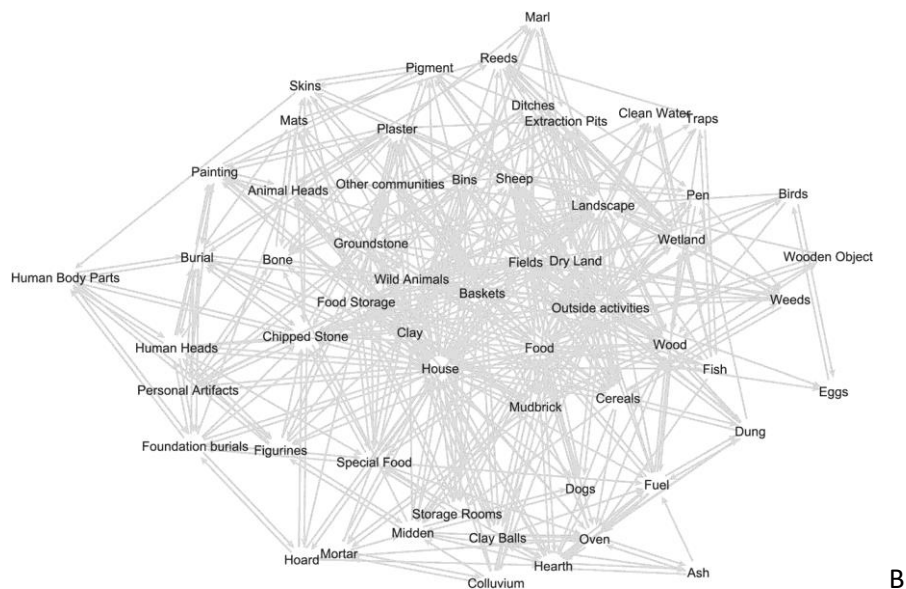 Marl
Reeds
Pigment
Skins
Ditches
Mats
Extraction Pits
Clean Water
Traps
Plaster
Painting
Animal Heads
Other communities
Bins
Sheep
Pen
Birds
Landscape
Groundstone
Wetland
Burial
Bone
Wooden Object
Fields
Dry Land
Human Body Parts
Wild Animals
Baskets
Food Storage
Outside activities
Weeds
Chipped Stone
Clay
Human Heads
Food
Wood
House
Fish
Personal Artifacts
Eggs
Cereals
Mudbrick
Dung
Foundation burials
Figurines
Special Food
Fuel
Dogs
Storage Rooms
Midden
Clay Balls
Oven
Hoard
Mortar
Hearth
Ash
Colluvium
B